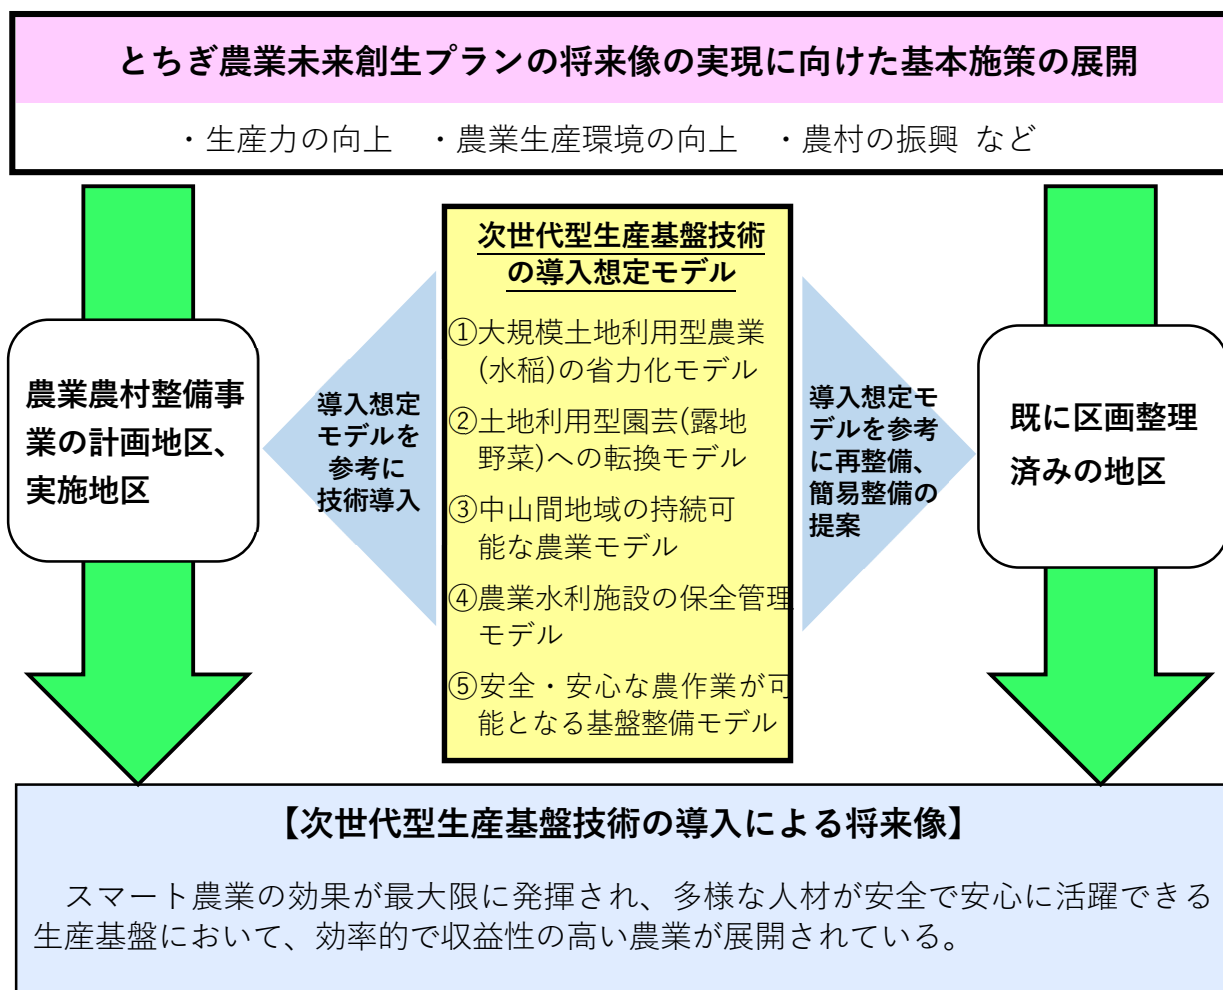 とちぎ農業未来創生プランの将来像の実現に向けた基本施策の展開
・生産力の向上　・農業生産環境の向上　・農村の振興 など
農業農村整備事
業の計画地区、
実施地区
導入想定
モデルを
参考に
技術導入
次世代型生産基盤技術
の導入想定モデル
①大規模土地利用型農業
(水稲)の省力化モデル
②土地利用型園芸(露地
野菜)への転換モデル
③中山間地域の持続可
能な農業モデル
④農業水利施設の保全管理
モデル
⑤安全・安心な農作業が可
能となる基盤整備モデル
導入想定モ
デルを参考
に再整備、
簡易整備の
提案
既に区画整理
済みの地区
【次世代型生産基盤技術の導入による将来像】
スマート農業の効果が最大限に発揮され、多様な人材が安全で安心に活躍できる
生産基盤において、効率的で収益性の高い農業が展開されている。